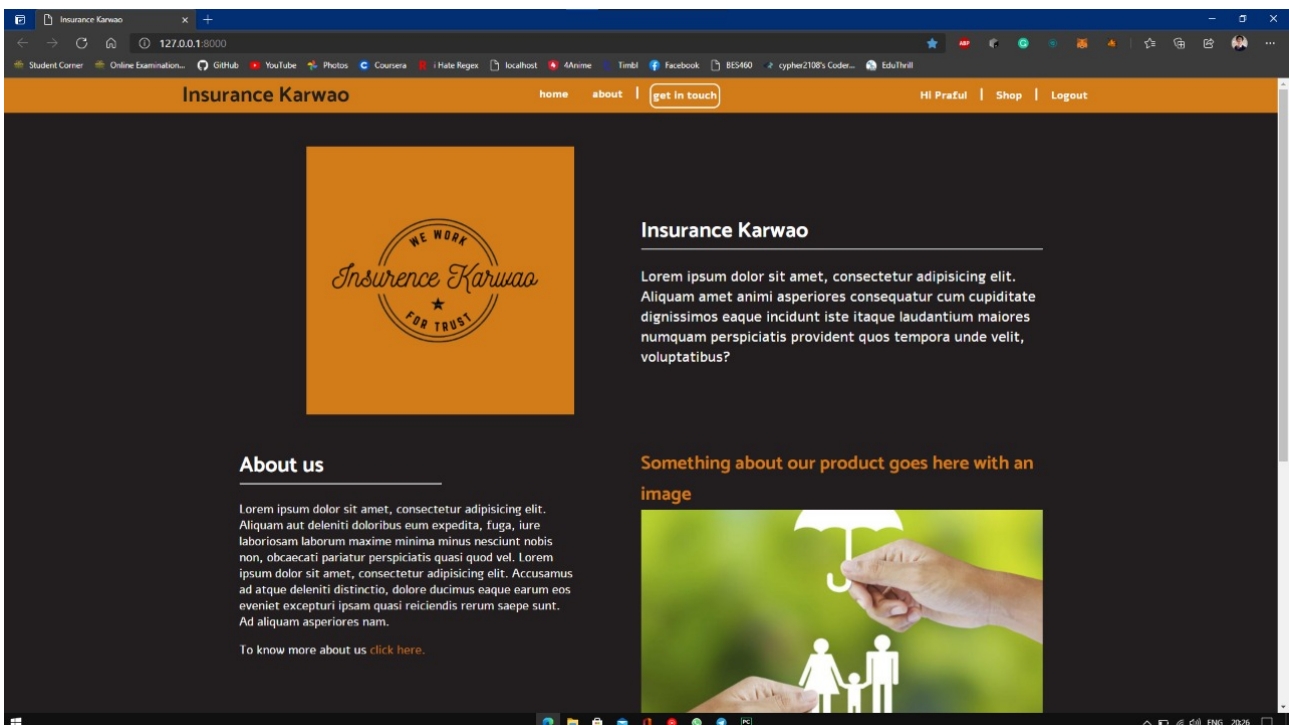 Insurance Karwao
127.0.0.1:8000
Student Corner Online Examination... GitHub YouTube Photos Coursera i Hate Regex localhost 4Anime Timbl Facebook BES460 cypher2108's Coder... EduThrill
Insurance Karwao home about | get in touch Hi Praful | Shop | Logout
WE WORK
Insurence Karwao
FOR TRUST
Insurance Karwao
Lorem ipsum dolor sit amet, consectetur adipisicing elit.
Aliquam amet animi asperiores consequatur cum cupiditate
dignissimos eaque incidunt iste itaque laudantium maiores
numquam perspiciatis provident quos tempora unde velit,
voluptatibus?
About us
Lorem ipsum dolor sit amet, consectetur adipisicing elit.
Aliquam aut deleniti doloribus eum expedita, fuga, iure
laboriosam laborum maxime minima minus nesciunt nobis
non, obcaecati pariatur perspiciatis quasi quod vel. Lorem
ipsum dolor sit amet, consectetur adipisicing elit. Accusamus
ad atque deleniti distinctio, dolore ducimus eaque earum eos
eveniet excepturi ipsam quasi reiciendis rerum saepe sunt.
Ad aliquam asperiores nam.
To know more about us click here.
Something about our product goes here with an
image
ENG 20:26